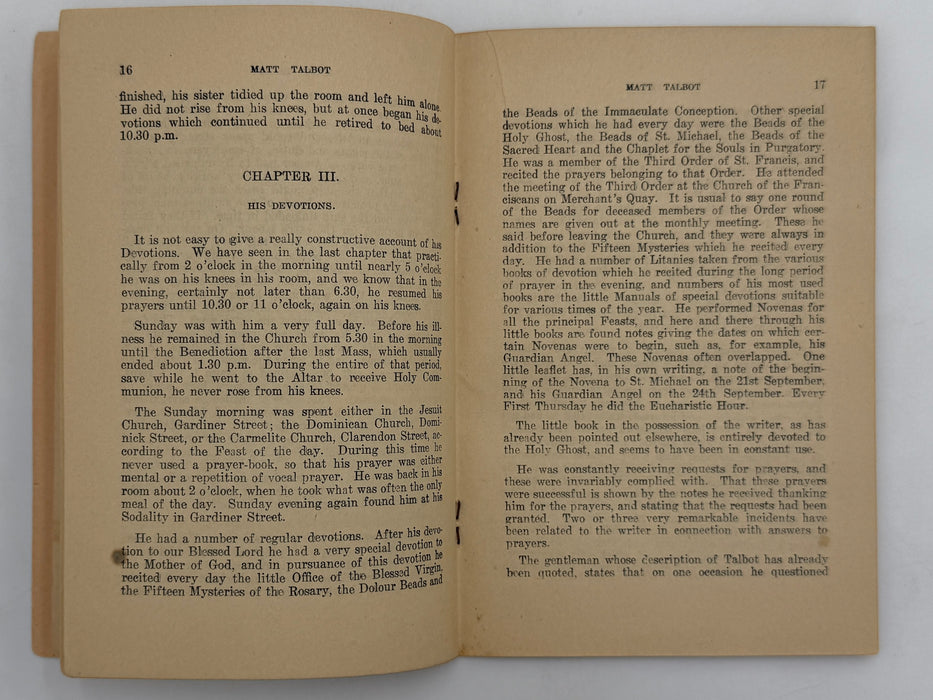 16
MATT TALBOT
finished, his sister tidied up the room and left him alone.
He did not rise from his knees, but at once began his de-
votions which continued until he retired to bed about
10.30 p.m.
CHAPTER III.
HIS DEVOTIONS.
It is not easy to give a really constructive account of his
Devotions. We have seen in the last chapter that practi-
cally from 2 o'clock in the morning until nearly 5 o'clock
he was on his knees in his room, and we know that in the
evening, certainly not later than 6.30, he resumed his
prayers until 10.30 or 11 o'clock, again on his knees.
Sunday was with him a very full day. Before his ill-
ness he remained in the Church from 5.30 in the morning
until the Benediction after the last Mass, which usually
ended about 1.30 p.m. During the entire of that period,
save while he went to the Altar to receive Holy Com-
munion, he never rose from his knees.
The Sunday morning was spent either in the Jesuit
Church, Gardiner Street; the Dominican Church, Domi-
nick Street, or the Carmelite Church, Clarendon Street, ac-
cording to the Feast of the day. During this time he
never used a prayer-book, so that his prayer was either
mental or a repetition of vocal prayer. He was back in his
room about 2 o'clock, when he took what was often the only
meal of the day. Sunday evening again found him at his
Sodality in Gardiner Street.
He had a number of regular devotions. After his devo-
tion to our Blessed Lord he had a very special devotion to
the Mother of God, and in pursuance of this devotion he
recited every day the little Office of the Blessed Virgin,
the Fifteen Mysteries of the Rosary, the Dolour Beads and
MATT TALBOT
17
the Beads of the Immaculate Conception. Other special
devotions which he had every day were the Beads of the
Holy Ghost, the Beads of St. Michael, the Beads of the
Sacred Heart and the Chaplet for the Souls in Purgatory.
He was a member of the Third Order of St. Francis, and
recited the prayers belonging to that Order. He attended
the meeting of the Third Order at the Church of the Fran-
ciscans on Merchant's Quay. It is usual to say one round
of the Beads for deceased members of the Order whose
names are given out at the monthly meeting. These he
said before leaving the Church, and they were always in
addition to the Fifteen Mysteries which he recited every
day. He had a number of Litanies taken from the various
books of devotion which he recited during the long period
of prayer in the evening, and numbers of his most used
books are the little Manuals of special devotions suitable
for various times of the year. He performed Novenas for
all the principal Feasts, and here and there through his
little books are found notes giving the dates on which cer-
tain Novenas were to begin, such as, for example, his
Guardian Angel. These Novenas often overlapped. One
little leaflet has, in his own writing, a note of the begin-
ning of the Novena to St. Michael on the 21st September,
and his Guardian Angel on the 24th September. Every
First Thursday he did the Eucharistic Hour.
The little book in the possession of the writer, as has
already been pointed out elsewhere, is entirely devoted to
the Holy Ghost, and seems to have been in constant use.
He was constantly receiving requests for prayers, and
these were invariably complied with. That these prayers
were successful is shown by the notes he received thanking
him for the prayers, and stating that the requests had been
granted. Two or three very remarkable incidents have
been related to the writer in connection with answers to
prayers.
The gentleman whose description of Talbot has already
been quoted, states that on one occasion he questioned